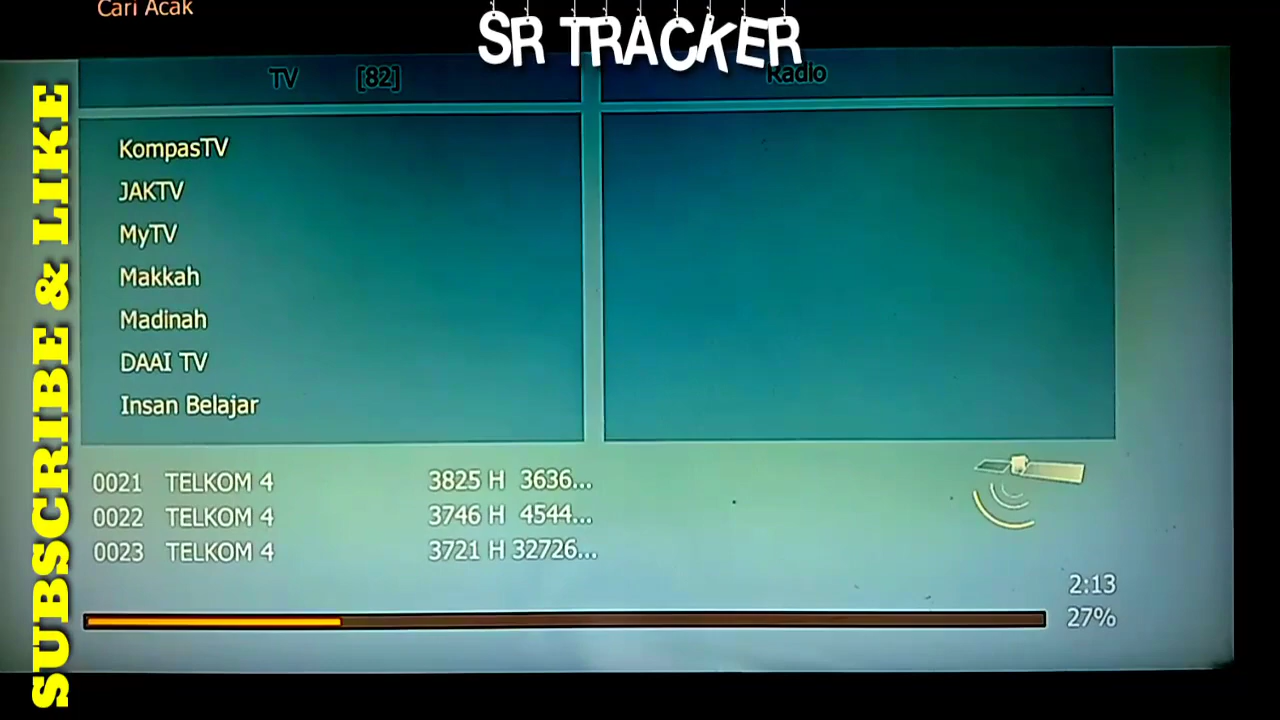 Cari Acak
SR TRACKER
TV [82]
Radio
KompasTV
JAKTV
MyTV
Makkah
Madinah
DAAI TV
Insan Belajar
0021 TELKOM 4 3825 H 3636...
0022 TELKOM 4 3746 H 4544...
0023 TELKOM 4 3721 H 32726...
2:13
27%
SUBSCRIBE & LIKE